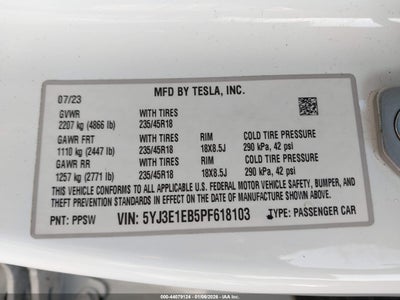 MFD BY TESLA, INC.
07/23
GVWR WITH TIRES
2207 kg (4866 lb) 235/45R18
GAWR FRT WITH TIRES RIM COLD TIRE PRESSURE
1110 kg (2447 lb) 235/45R18 18X8.5J 290 kPa, 42 psi
GAWR RR WITH TIRES RIM COLD TIRE PRESSURE
1257 kg (2771 lb) 235/45R18 18X8.5J 290 kPa, 42 psi
THIS VEHICLE CONFORMS TO ALL APPLICABLE U.S. FEDERAL MOTOR VEHICLE SAFETY, BUMPER, AND
THEFT PREVENTION STANDARDS IN EFFECT ON THE DATE OF MANUFACTURE SHOWN ABOVE.
PNT: PPSW VIN: 5YJ3E1EB5PF618103 TYPE: PASSENGER CAR
000-44079124 - 01/06/2026 - www.iaai.com